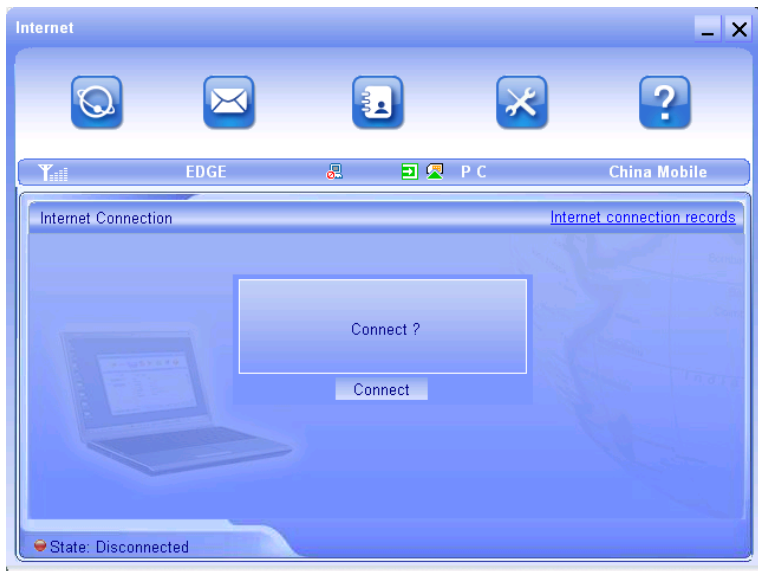 Internet
EDGE P C China Mobile
Internet Connection Internet connection records
Connect ?
Connect
State: Disconnected